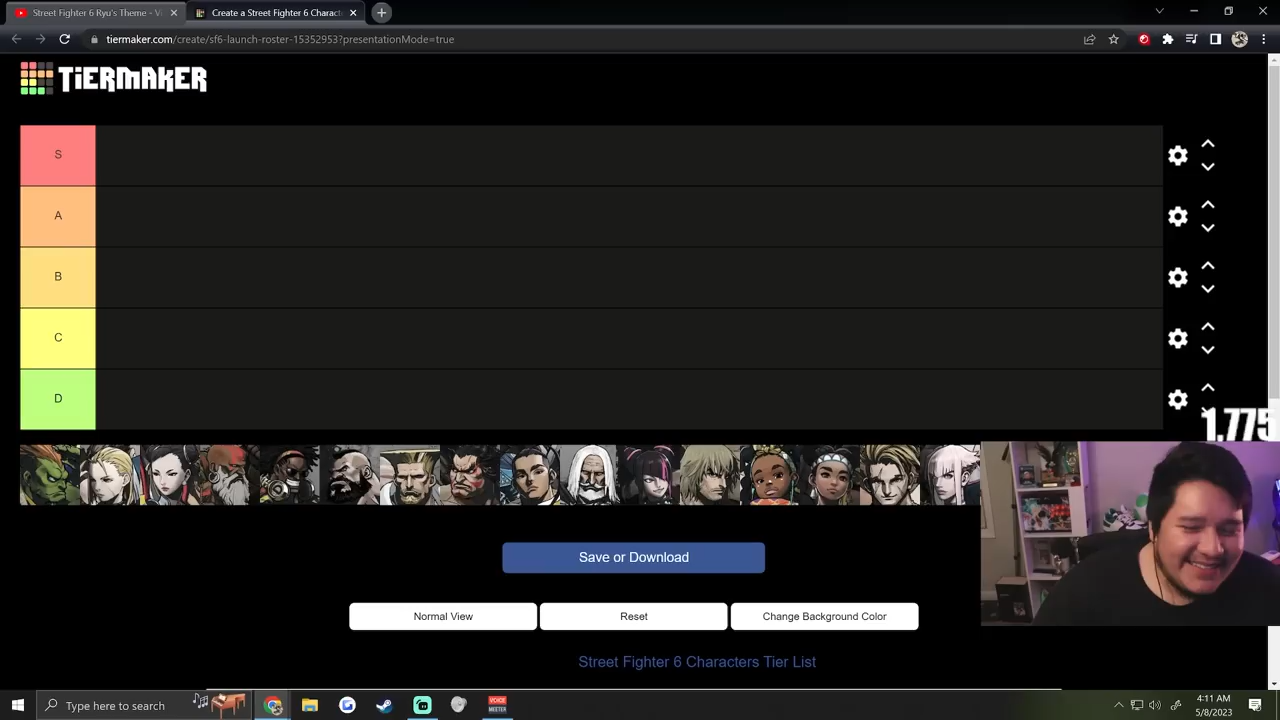 Street Fighter 6 Ryu's Theme - V
Create a Street Fighter 6 Charact
tiermaker.com/create/sf6-launch-roster-15352953?presentationMode=true
TiERMAKER
S
A
B
C
D
1,775
Save or Download
Normal View
Reset
Change Background Color
Street Fighter 6 Characters Tier List
Type here to search
VOICE
MEETER
4:11 AM
5/8/2023